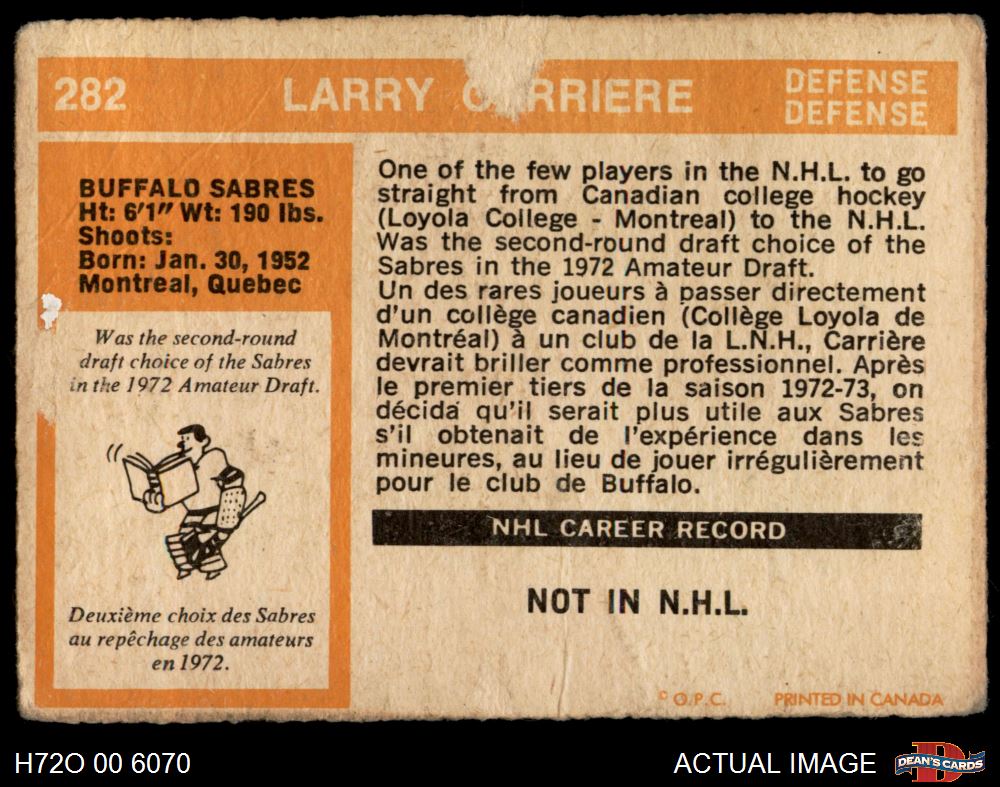 282 LARRY CARRIERE DEFENSE
DEFENSE
BUFFALO SABRES
Ht: 6'1" Wt: 190 lbs.
Shoots:
Born: Jan. 30, 1952
Montreal, Quebec
Was the second-round
draft choice of the Sabres
in the 1972 Amateur Draft.
Deuxième choix des Sabres
au repêchage des amateurs
en 1972.
One of the few players in the N.H.L. to go
straight from Canadian college hockey
(Loyola College - Montreal) to the N.H.L.
Was the second-round draft choice of the
Sabres in the 1972 Amateur Draft.
Un des rares joueurs à passer directement
d'un collège canadien (Collège Loyola de
Montréal) à un club de la L.N.H., Carrière
devrait briller comme professionnel. Après
le premier tiers de la saison 1972-73, on
décida qu'il serait plus utile aux Sabres
s'il obtenait de l'expérience dans les
mineures, au lieu de jouer irrégulièrement
pour le club de Buffalo.
NHL CAREER RECORD
NOT IN N.H.L.
© O.P.C. PRINTED IN CANADA
H72O 00 6070 ACTUAL IMAGE DEAN'S CARDS